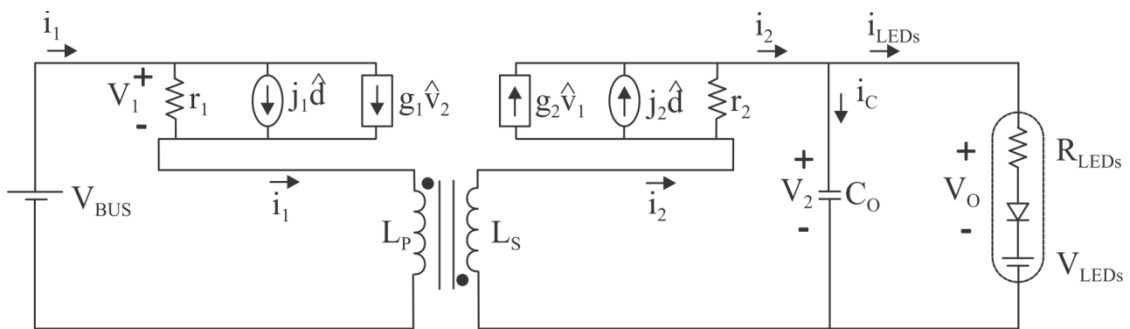 i₁
i₂
i_LEDs
V₁
+
-
r₁
j₁d̂
g₁v̂₂
g₂v̂₁
j₂d̂
r₂
i_C
V_BUS
i₁
L_P
L_S
i₂
+
V₂
-
C_O
+
V_O
-
R_LEDs
V_LEDs